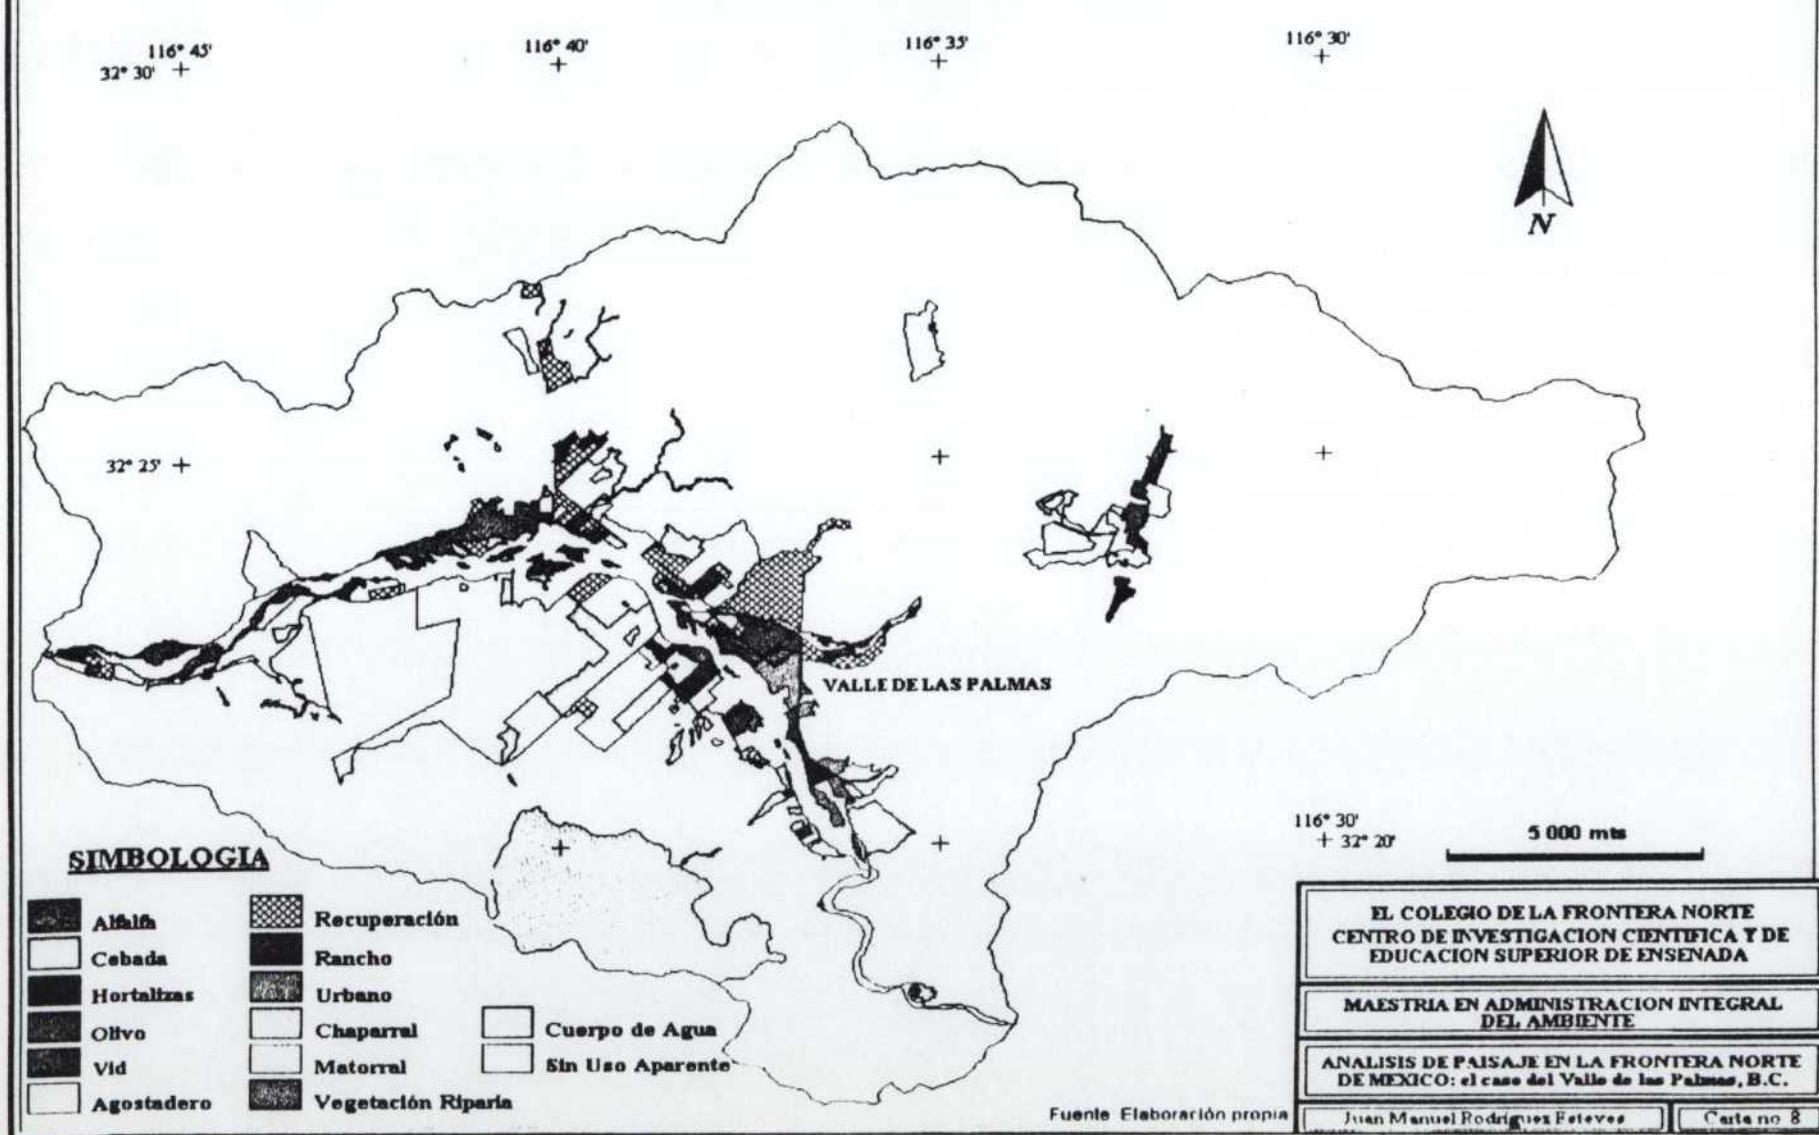 116° 45'
116° 40'
116° 35'
116° 30'
32° 30'
N
32° 25'
VALLE DE LAS PALMAS
116° 30'
32° 20'
5 000 mts
SIMBOLOGIA
Alfalfa
Cebada
Hortalizas
Olivo
Vid
Agostadero
Recuperación
Rancho
Urbano
Chaparral
Matorral
Vegetación Riparia
Cuerpo de Agua
Sin Uso Aparente
Fuente Elaboración propia
EL COLEGIO DE LA FRONTERA NORTE
CENTRO DE INVESTIGACION CIENTIFICA Y DE
EDUCACION SUPERIOR DE ENSENADA
MAESTRIA EN ADMINISTRACION INTEGRAL
DEL AMBIENTE
ANALISIS DE PAISAJE EN LA FRONTERA NORTE
DE MEXICO: el caso del Valle de las Palmas, B.C.
Juan Manuel Rodríguez Esteves
Carta no 8